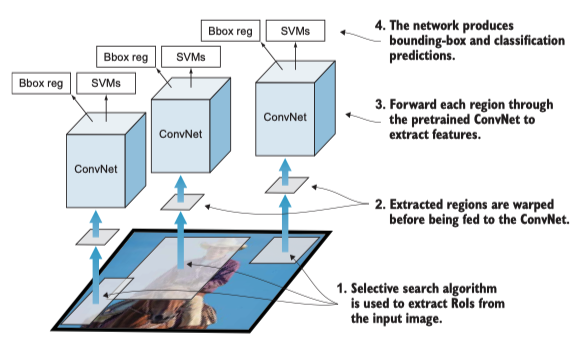 Bbox reg
SVMs
4. The network produces
bounding-box and classification
predictions.
Bbox reg
SVMs
Bbox reg
SVMs
ConvNet
ConvNet
ConvNet
3. Forward each region through
the pretrained ConvNet to
extract features.
2. Extracted regions are warped
before being fed to the ConvNet.
1. Selective search algorithm
is used to extract RoIs from
the input image.